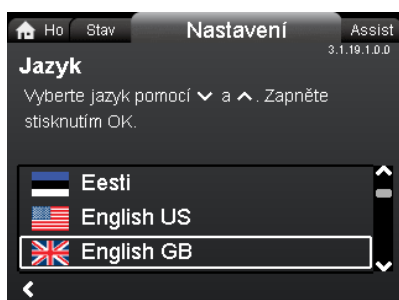 Ho Stav Nastavení Assist
3.1.19.1.0.0
Jazyk
Vyberte jazyk pomocí a . Zapněte
stisknutím OK.
Eesti
English US
English GB